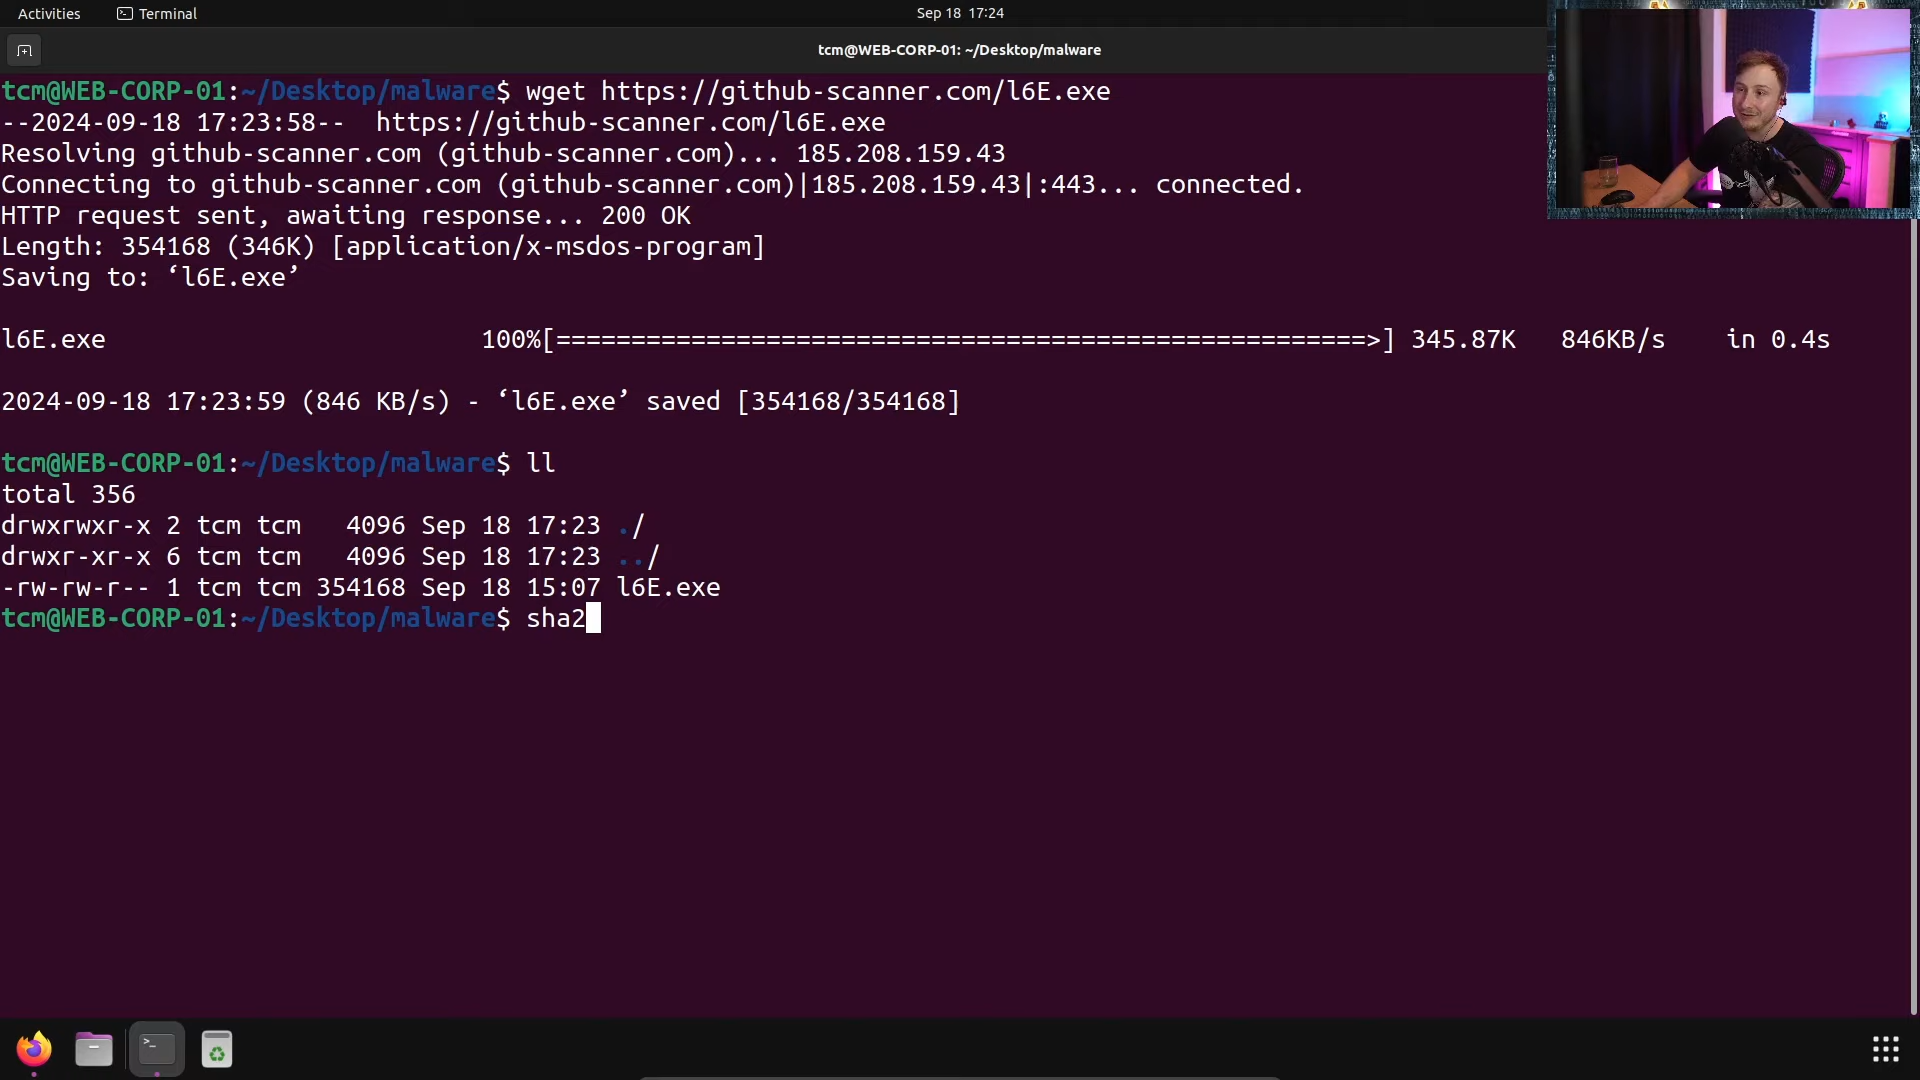 Activities
Terminal
Sep 18 17:24
tcm@WEB-CORP-01: ~/Desktop/malware
tcm@WEB-CORP-01:~/Desktop/malware$ wget https://github-scanner.com/l6E.exe
--2024-09-18 17:23:58--  https://github-scanner.com/l6E.exe
Resolving github-scanner.com (github-scanner.com)... 185.208.159.43
Connecting to github-scanner.com (github-scanner.com)|185.208.159.43|:443... connected.
HTTP request sent, awaiting response... 200 OK
Length: 354168 (346K) [application/x-msdos-program]
Saving to: ‘l6E.exe’
l6E.exe 100%[======================================================>] 345.87K 846KB/s in 0.4s
2024-09-18 17:23:59 (846 KB/s) - ‘l6E.exe’ saved [354168/354168]
tcm@WEB-CORP-01:~/Desktop/malware$ ll
total 356
drwxrwxr-x 2 tcm tcm   4096 Sep 18 17:23 ./
drwxr-xr-x 6 tcm tcm   4096 Sep 18 17:23 ../
-rw-rw-r-- 1 tcm tcm 354168 Sep 18 15:07 l6E.exe
tcm@WEB-CORP-01:~/Desktop/malware$ sha2